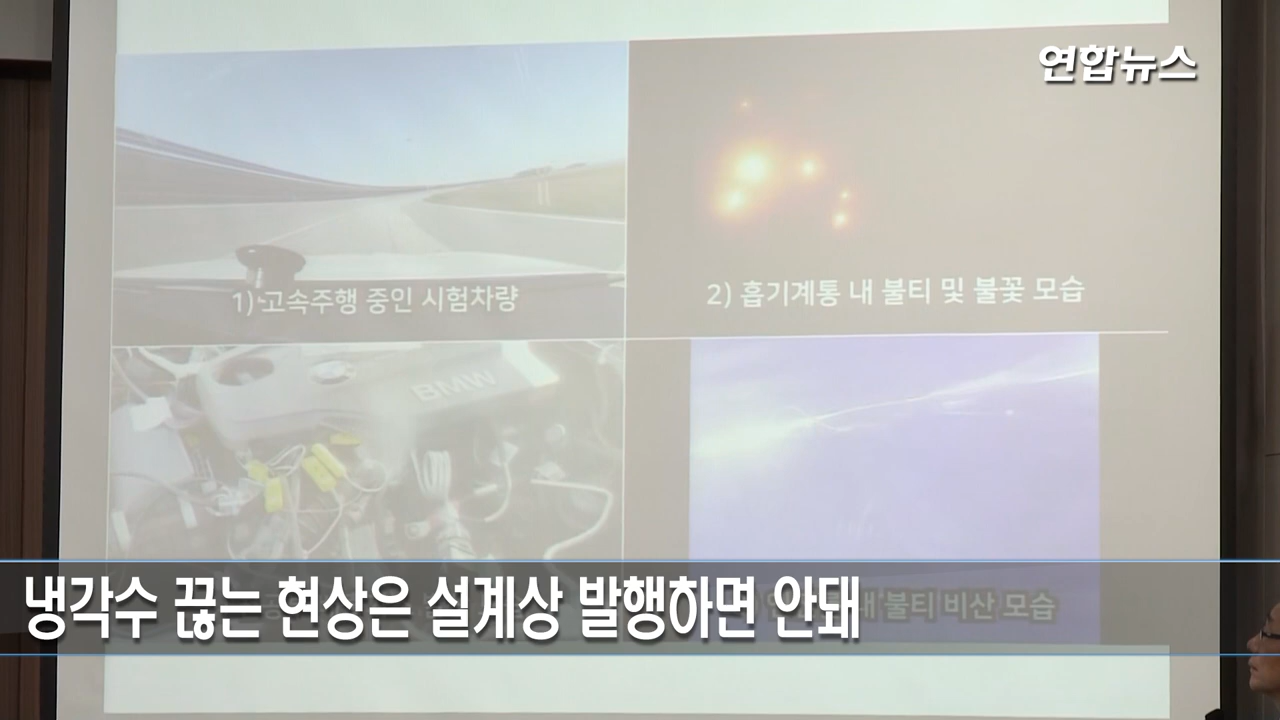 연합뉴스
1) 고속주행 중인 시험차량
2) 흡기계통 내 불티 및 불꽃 모습
BMW
내 불티 비산 모습
냉각수 끓는 현상은 설계상 발행하면 안돼